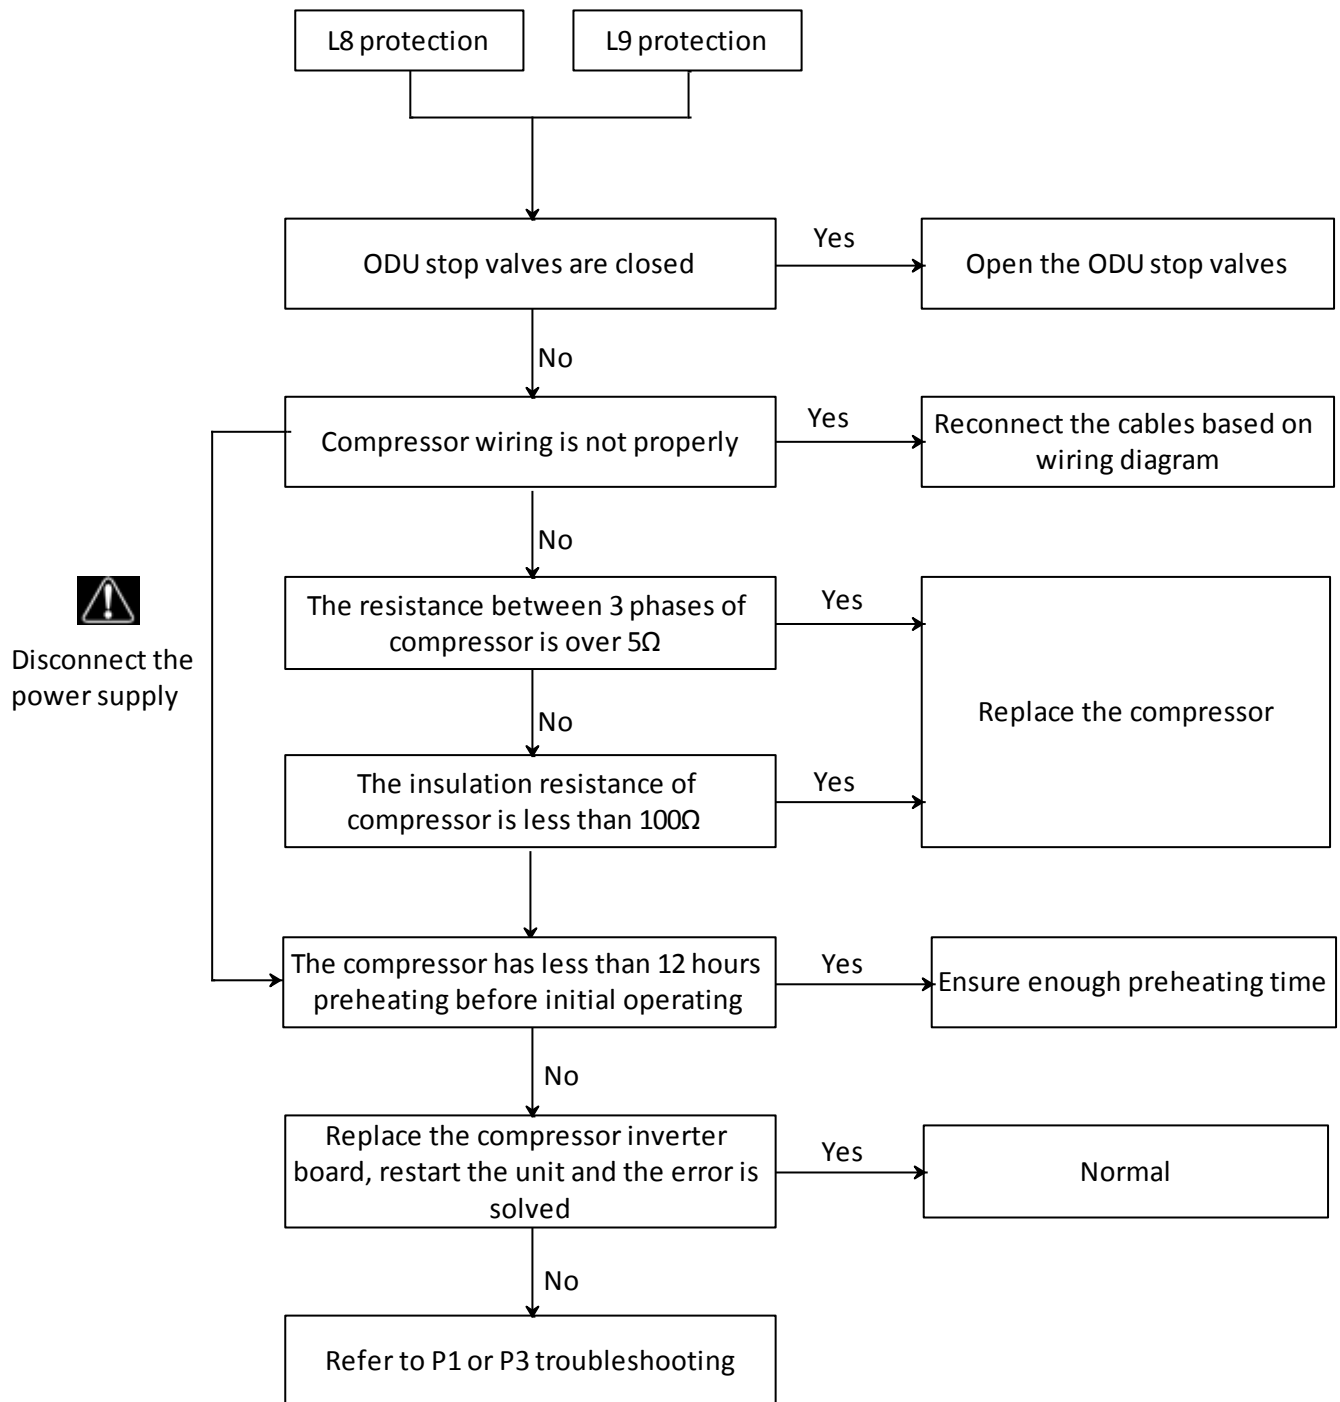 L8 protection
L9 protection
ODU stop valves are closed
Yes
Open the ODU stop valves
No
Compressor wiring is not properly
Yes
Reconnect the cables based on
wiring diagram
No
Disconnect the
power supply
The resistance between 3 phases of
compressor is over 5Ω
Yes
Replace the compressor
No
The insulation resistance of
compressor is less than 100Ω
Yes
The compressor has less than 12 hours
preheating before initial operating
Yes
Ensure enough preheating time
No
Replace the compressor inverter
board, restart the unit and the error is
solved
Yes
Normal
No
Refer to P1 or P3 troubleshooting